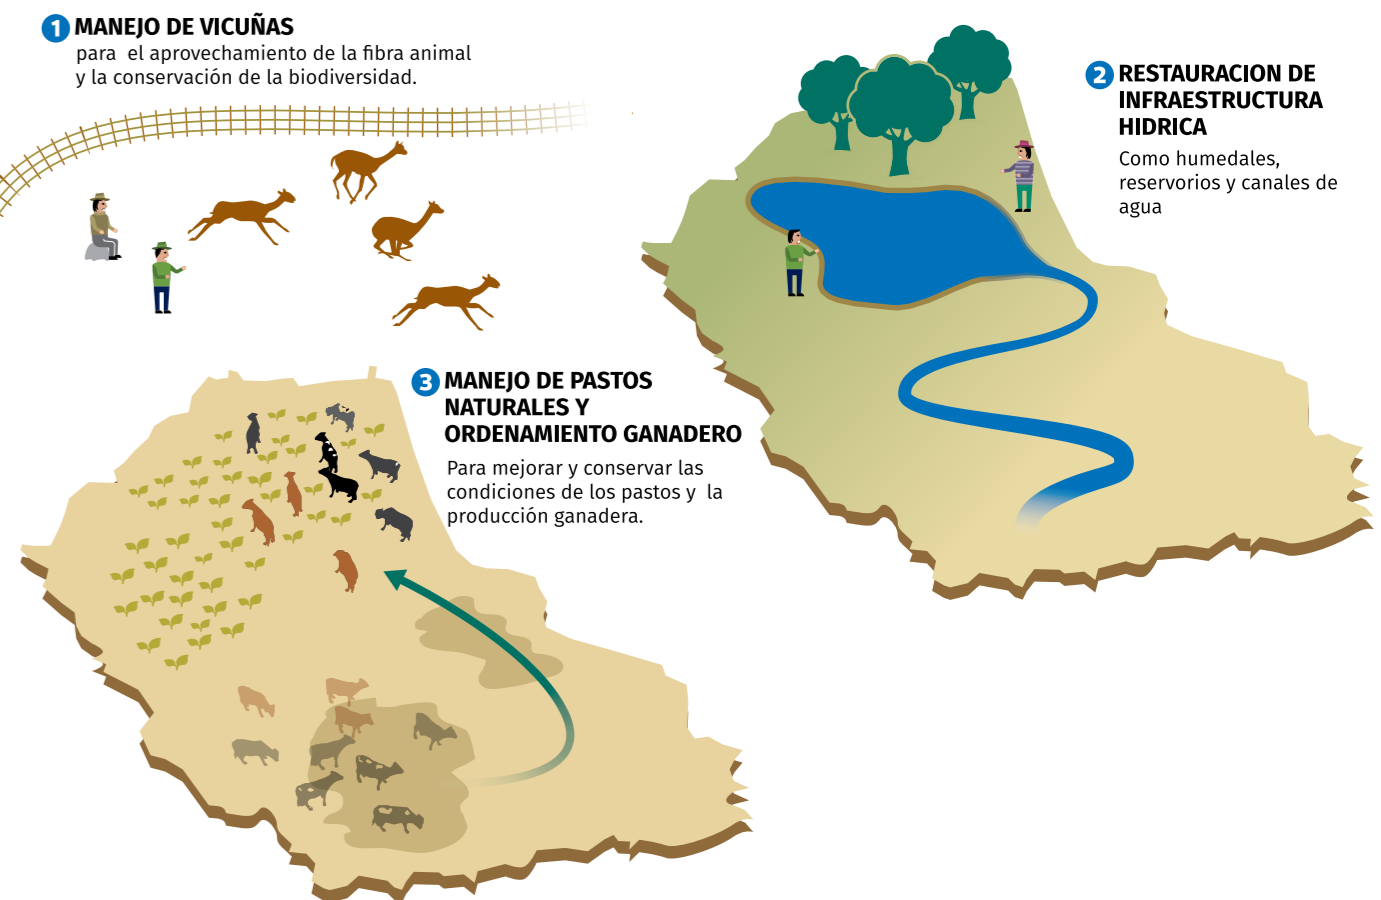 1 MANEJO DE VICUÑAS
para el aprovechamiento de la fibra animal
y la conservación de la biodiversidad.
2 RESTAURACION DE
INFRAESTRUCTURA
HIDRICA
Como humedales,
reservorios y canales de
agua
3 MANEJO DE PASTOS
NATURALES Y
ORDENAMIENTO GANADERO
Para mejorar y conservar las
condiciones de los pastos y la
producción ganadera.